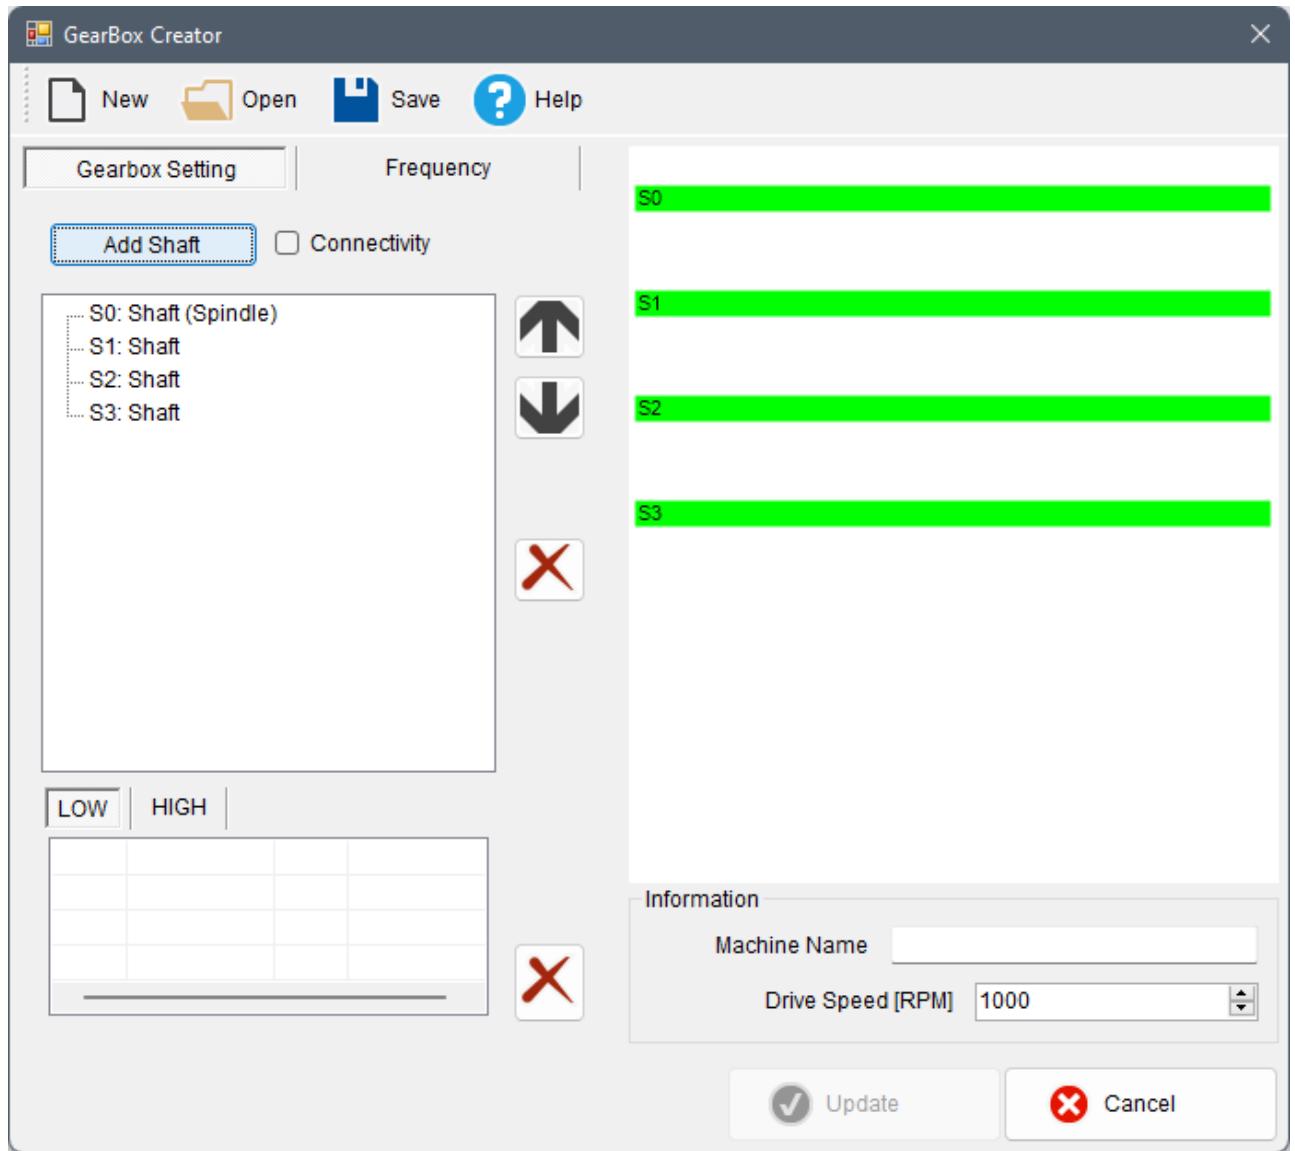 GearBox Creator
New Open Save Help
Gearbox Setting Frequency
Add Shaft Connectivity
S0: Shaft (Spindle)
S1: Shaft
S2: Shaft
S3: Shaft
LOW HIGH
S0
S1
S2
S3
Information
Machine Name
Drive Speed [RPM] 1000
Update Cancel